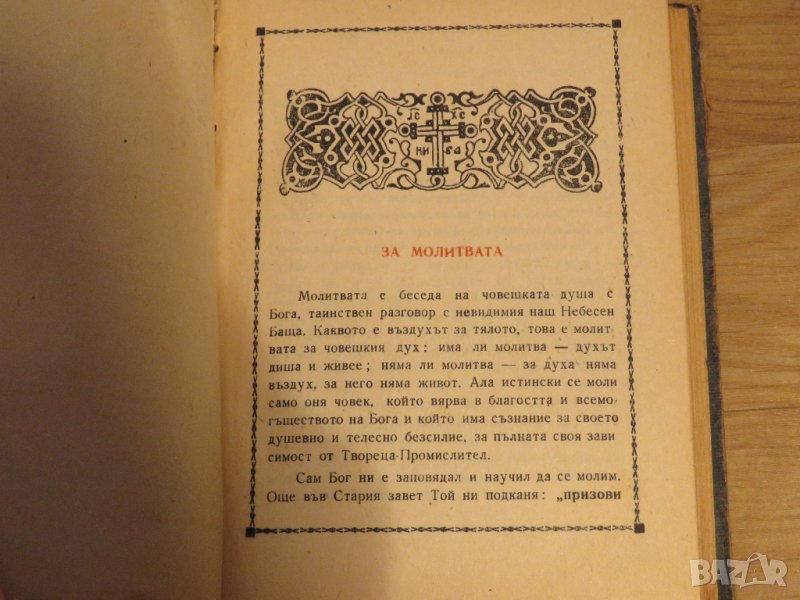 IC XC
НИ КА
ЗА МОЛИТВАТА
Молитвата е беседа на човешката душа с
Бога, таинствен разговор с невидимия наш Небесен
Баща. Каквото е въздухът за тялото, това е молит
вата за човешкия дух: има ли молитва — духът
диша и живее; няма ли молитва — за духа няма
въздух, за него няма живот. Ала истински се моли
само оня човек, който вярва в благостта и всемо-
гъществото на Бога и който има съзнание за своето
душевно и телесно безсилие, за пълната своя зави
симост от Твореца-Промислител.
Сам Бог ни е заповядал и научил да се молим.
Още във Стария завет Той ни подканя: „призови
BAZAR